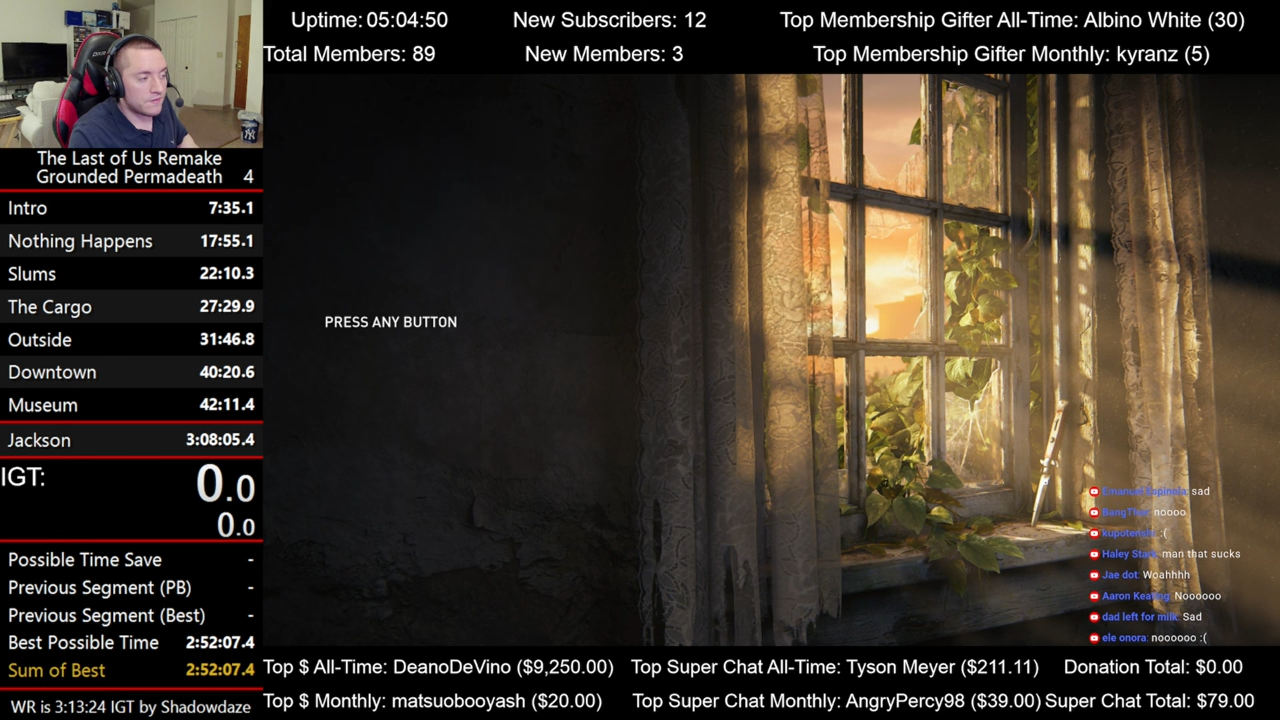 Uptime: 05:04:50
New Subscribers: 12
Top Membership Gifter All-Time: Albino White (30)
Total Members: 89
New Members: 3
Top Membership Gifter Monthly: kyranz (5)
The Last of Us Remake
Grounded Permadeath 4
Intro 7:35.1
Nothing Happens 17:55.1
Slums 22:10.3
The Cargo 27:29.9
Outside 31:46.8
Downtown 40:20.6
Museum 42:11.4
Jackson 3:08:05.4
IGT: 0.0
0.0
Possible Time Save -
Previous Segment (PB) -
Previous Segment (Best) -
Best Possible Time 2:52:07.4
Sum of Best 2:52:07.4
WR is 3:13:24 IGT by Shadowdaze
PRESS ANY BUTTON
Emanuel Espinala: sad
noooo
:(
Haley man that sucks
Jae dot: Woahhhh
Aaron Keating: Noooooo
dad left for milk: Sad
ele onora: noooooo :(
Top $ All-Time: DeanoDeVino ($9,250.00)
Top Super Chat All-Time: Tyson Meyer ($211.11)
Donation Total: $0.00
Top $ Monthly: matsuobooyash ($20.00)
Top Super Chat Monthly: AngryPercy98 ($39.00)
Super Chat Total: $79.00